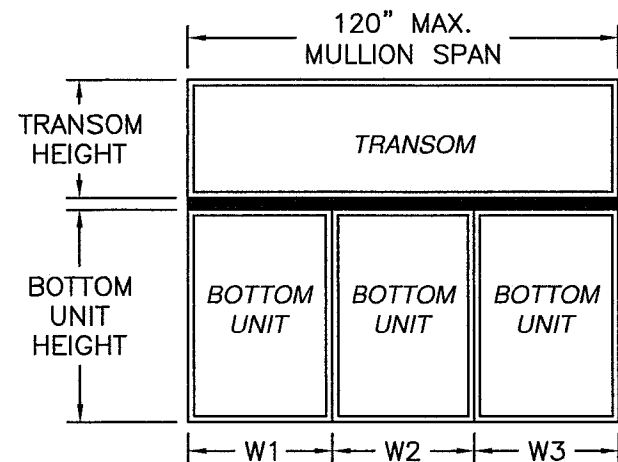 120" MAX.
MULLION SPAN
TRANSOM
HEIGHT
TRANSOM
BOTTOM
UNIT
HEIGHT
BOTTOM
UNIT
BOTTOM
UNIT
BOTTOM
UNIT
W1
W2
W3